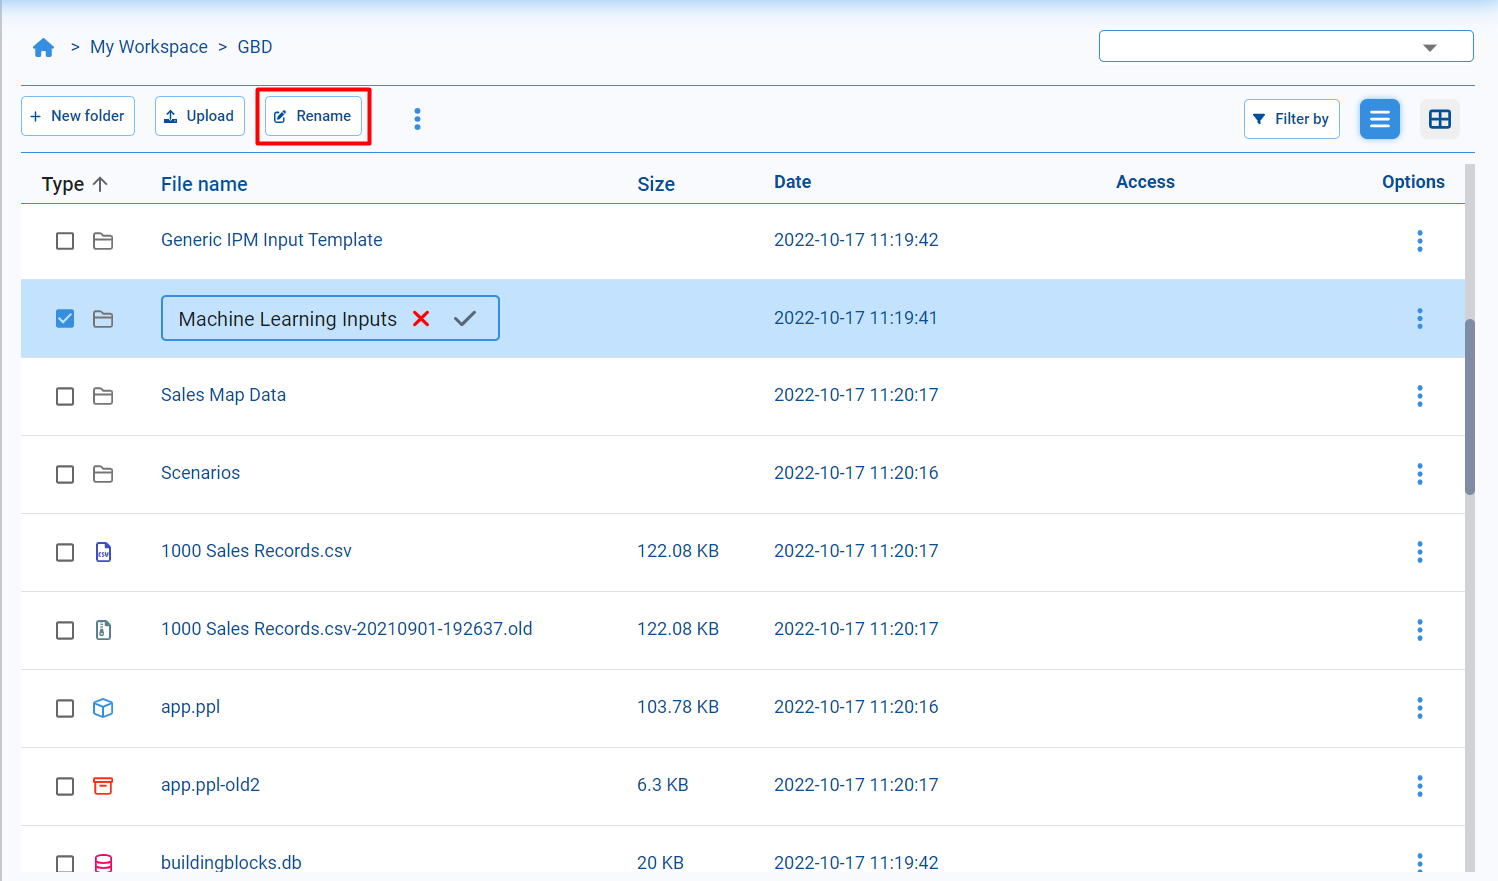 > My Workspace > GBD
+ New folder Upload Rename Filter by
Type File name Size Date Access Options
Generic IPM Input Template 2022-10-17 11:19:42
Machine Learning Inputs 2022-10-17 11:19:41
Sales Map Data 2022-10-17 11:20:17
Scenarios 2022-10-17 11:20:16
CSV 1000 Sales Records.csv 122.08 KB 2022-10-17 11:20:17
1000 Sales Records.csv-20210901-192637.old 122.08 KB 2022-10-17 11:20:17
app.ppl 103.78 KB 2022-10-17 11:20:16
app.ppl-old2 6.3 KB 2022-10-17 11:20:17
buildingblocks.db 20 KB 2022-10-17 11:19:42